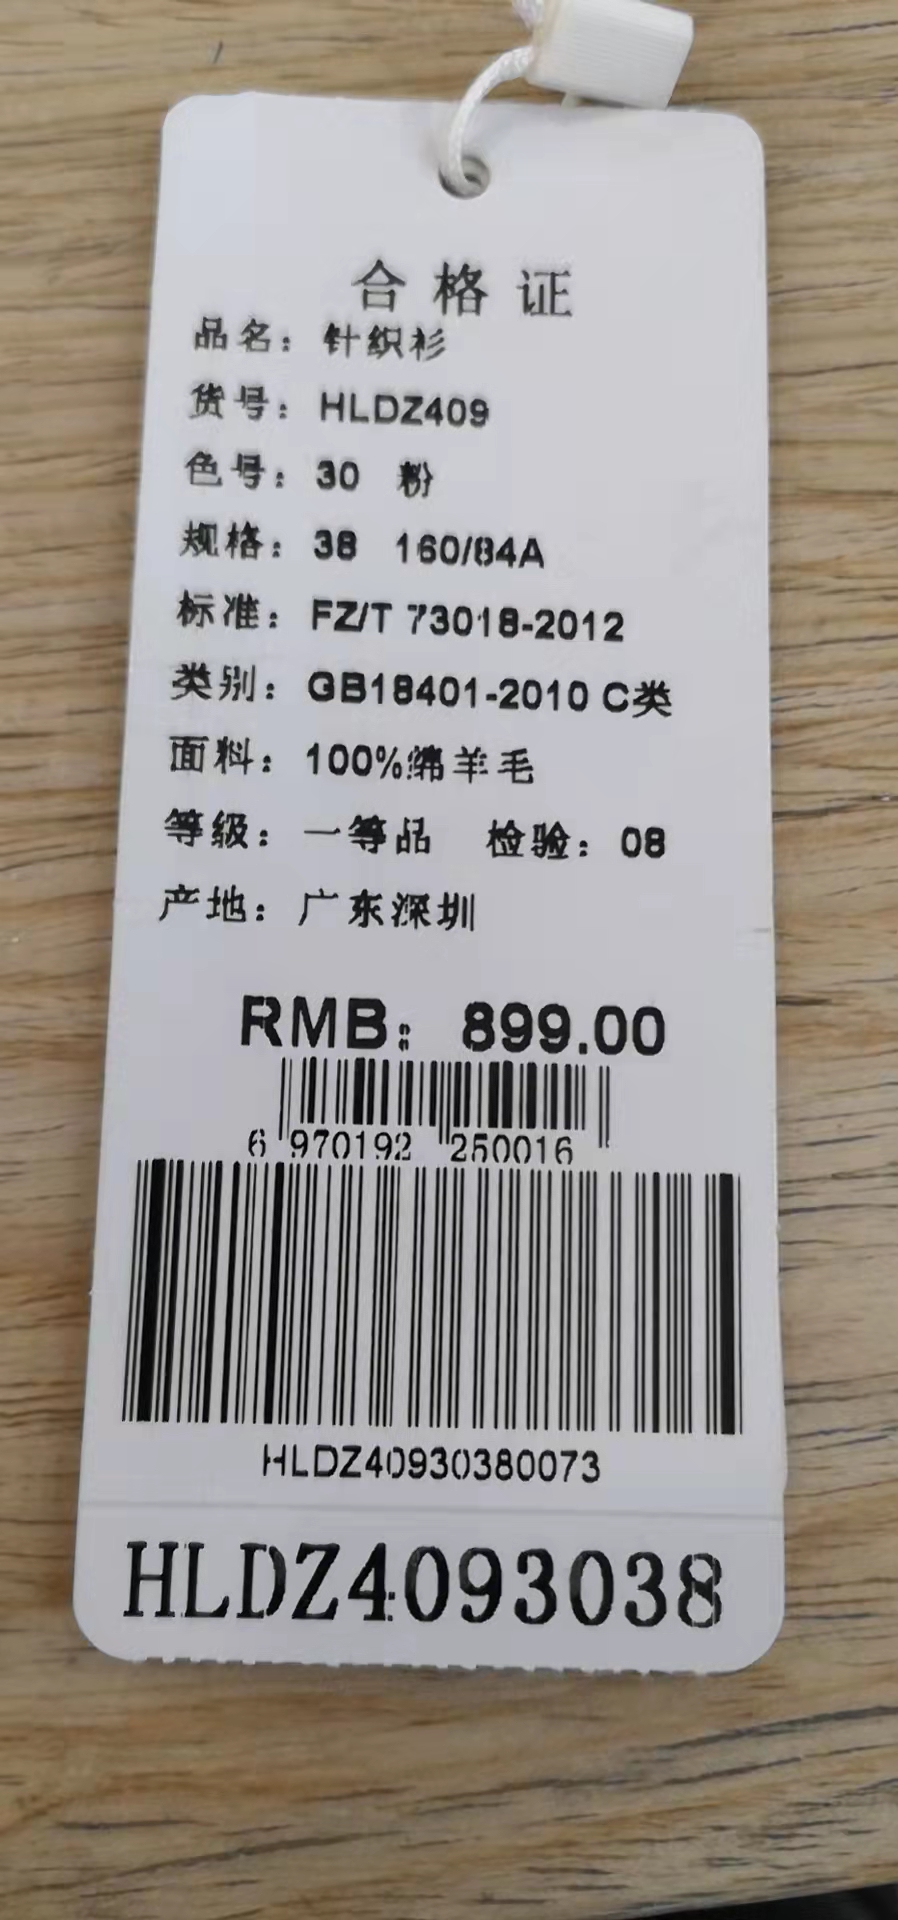 合格证
品名：针织衫
货号：HLDZ409
色号：30 粉
规格：38 160/84A
标准：FZ/T 73018-2012
类别：GB18401-2010 C类
面料：100%绵羊毛
等级：一等品 检验：08
产地：广东深圳
RMB：899.00
6 970192 250016
HLDZ40930380073
HLDZ4093038